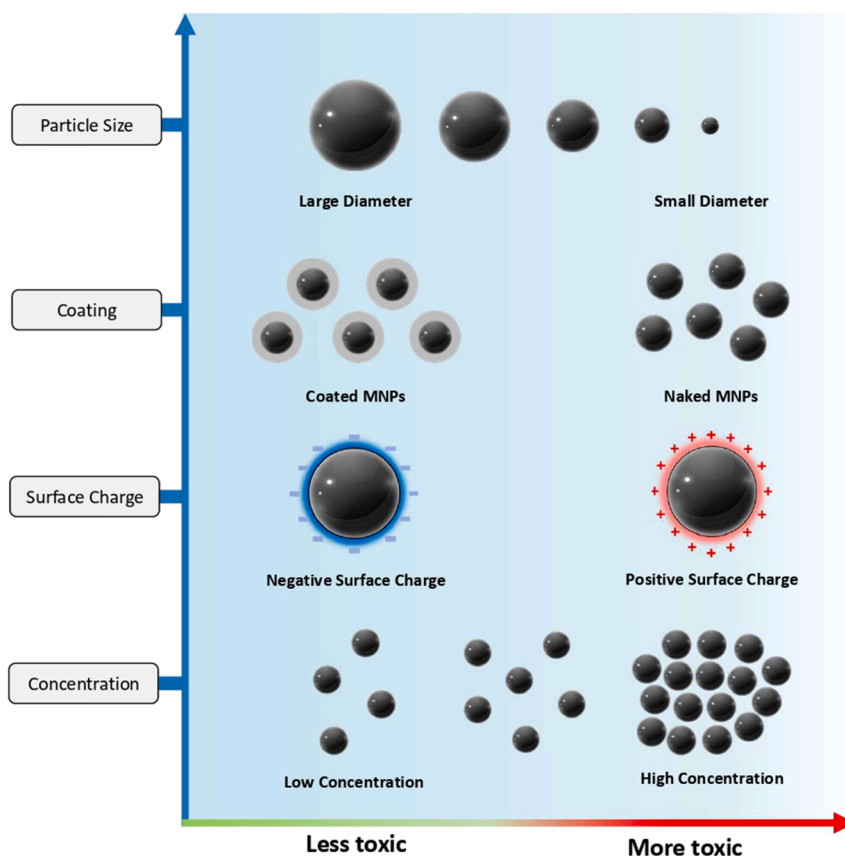 Particle Size
Large Diameter
Small Diameter
Coating
Coated MNPs
Naked MNPs
Surface Charge
Negative Surface Charge
Positive Surface Charge
Concentration
Low Concentration
High Concentration
Less toxic
More toxic